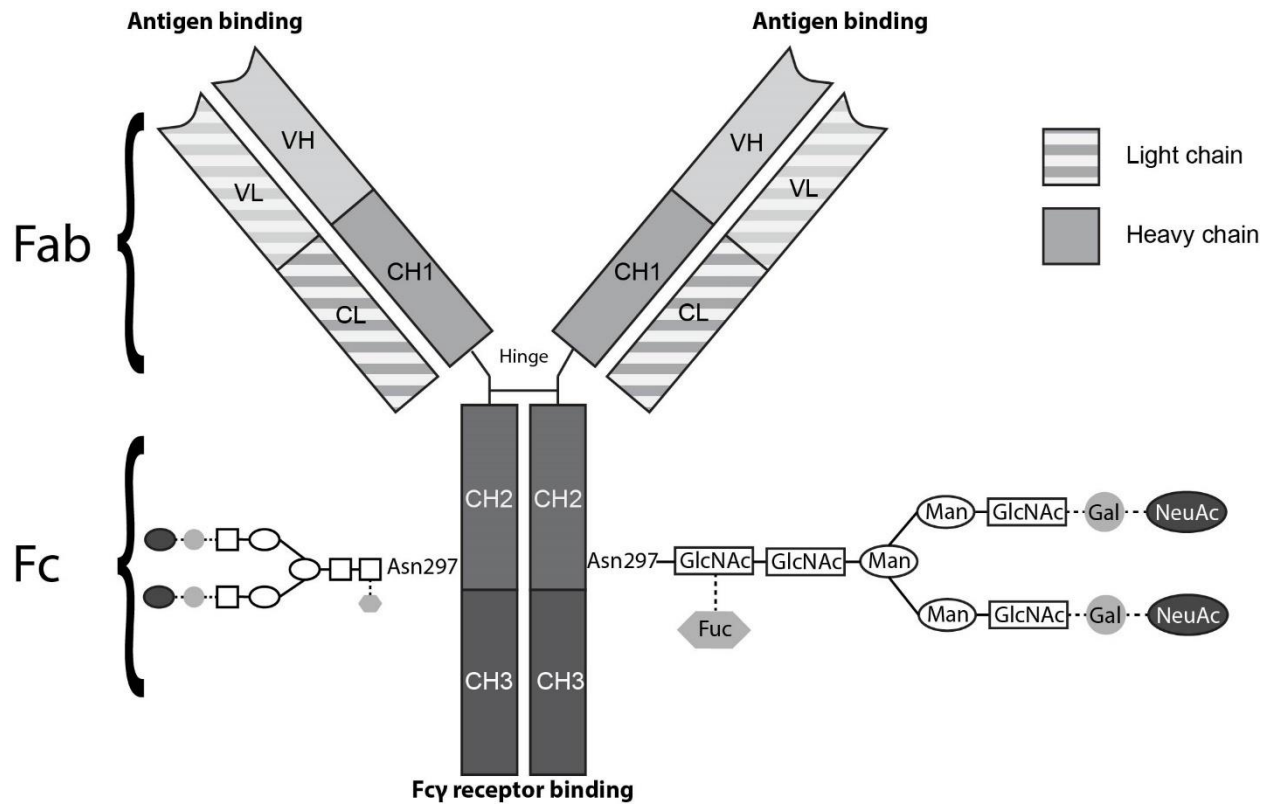 Antigen binding
Antigen binding
VH
VH
VL
VL
Light chain
Heavy chain
Fab
CH1
CH1
CL
CL
Hinge
CH2
CH2
Fc
Asn297
Asn297
GlcNAc
GlcNAc
Man
Man
GlcNAc
Gal
NeuAc
Man
GlcNAc
Gal
NeuAc
Fuc
CH3
CH3
Fcγ receptor binding